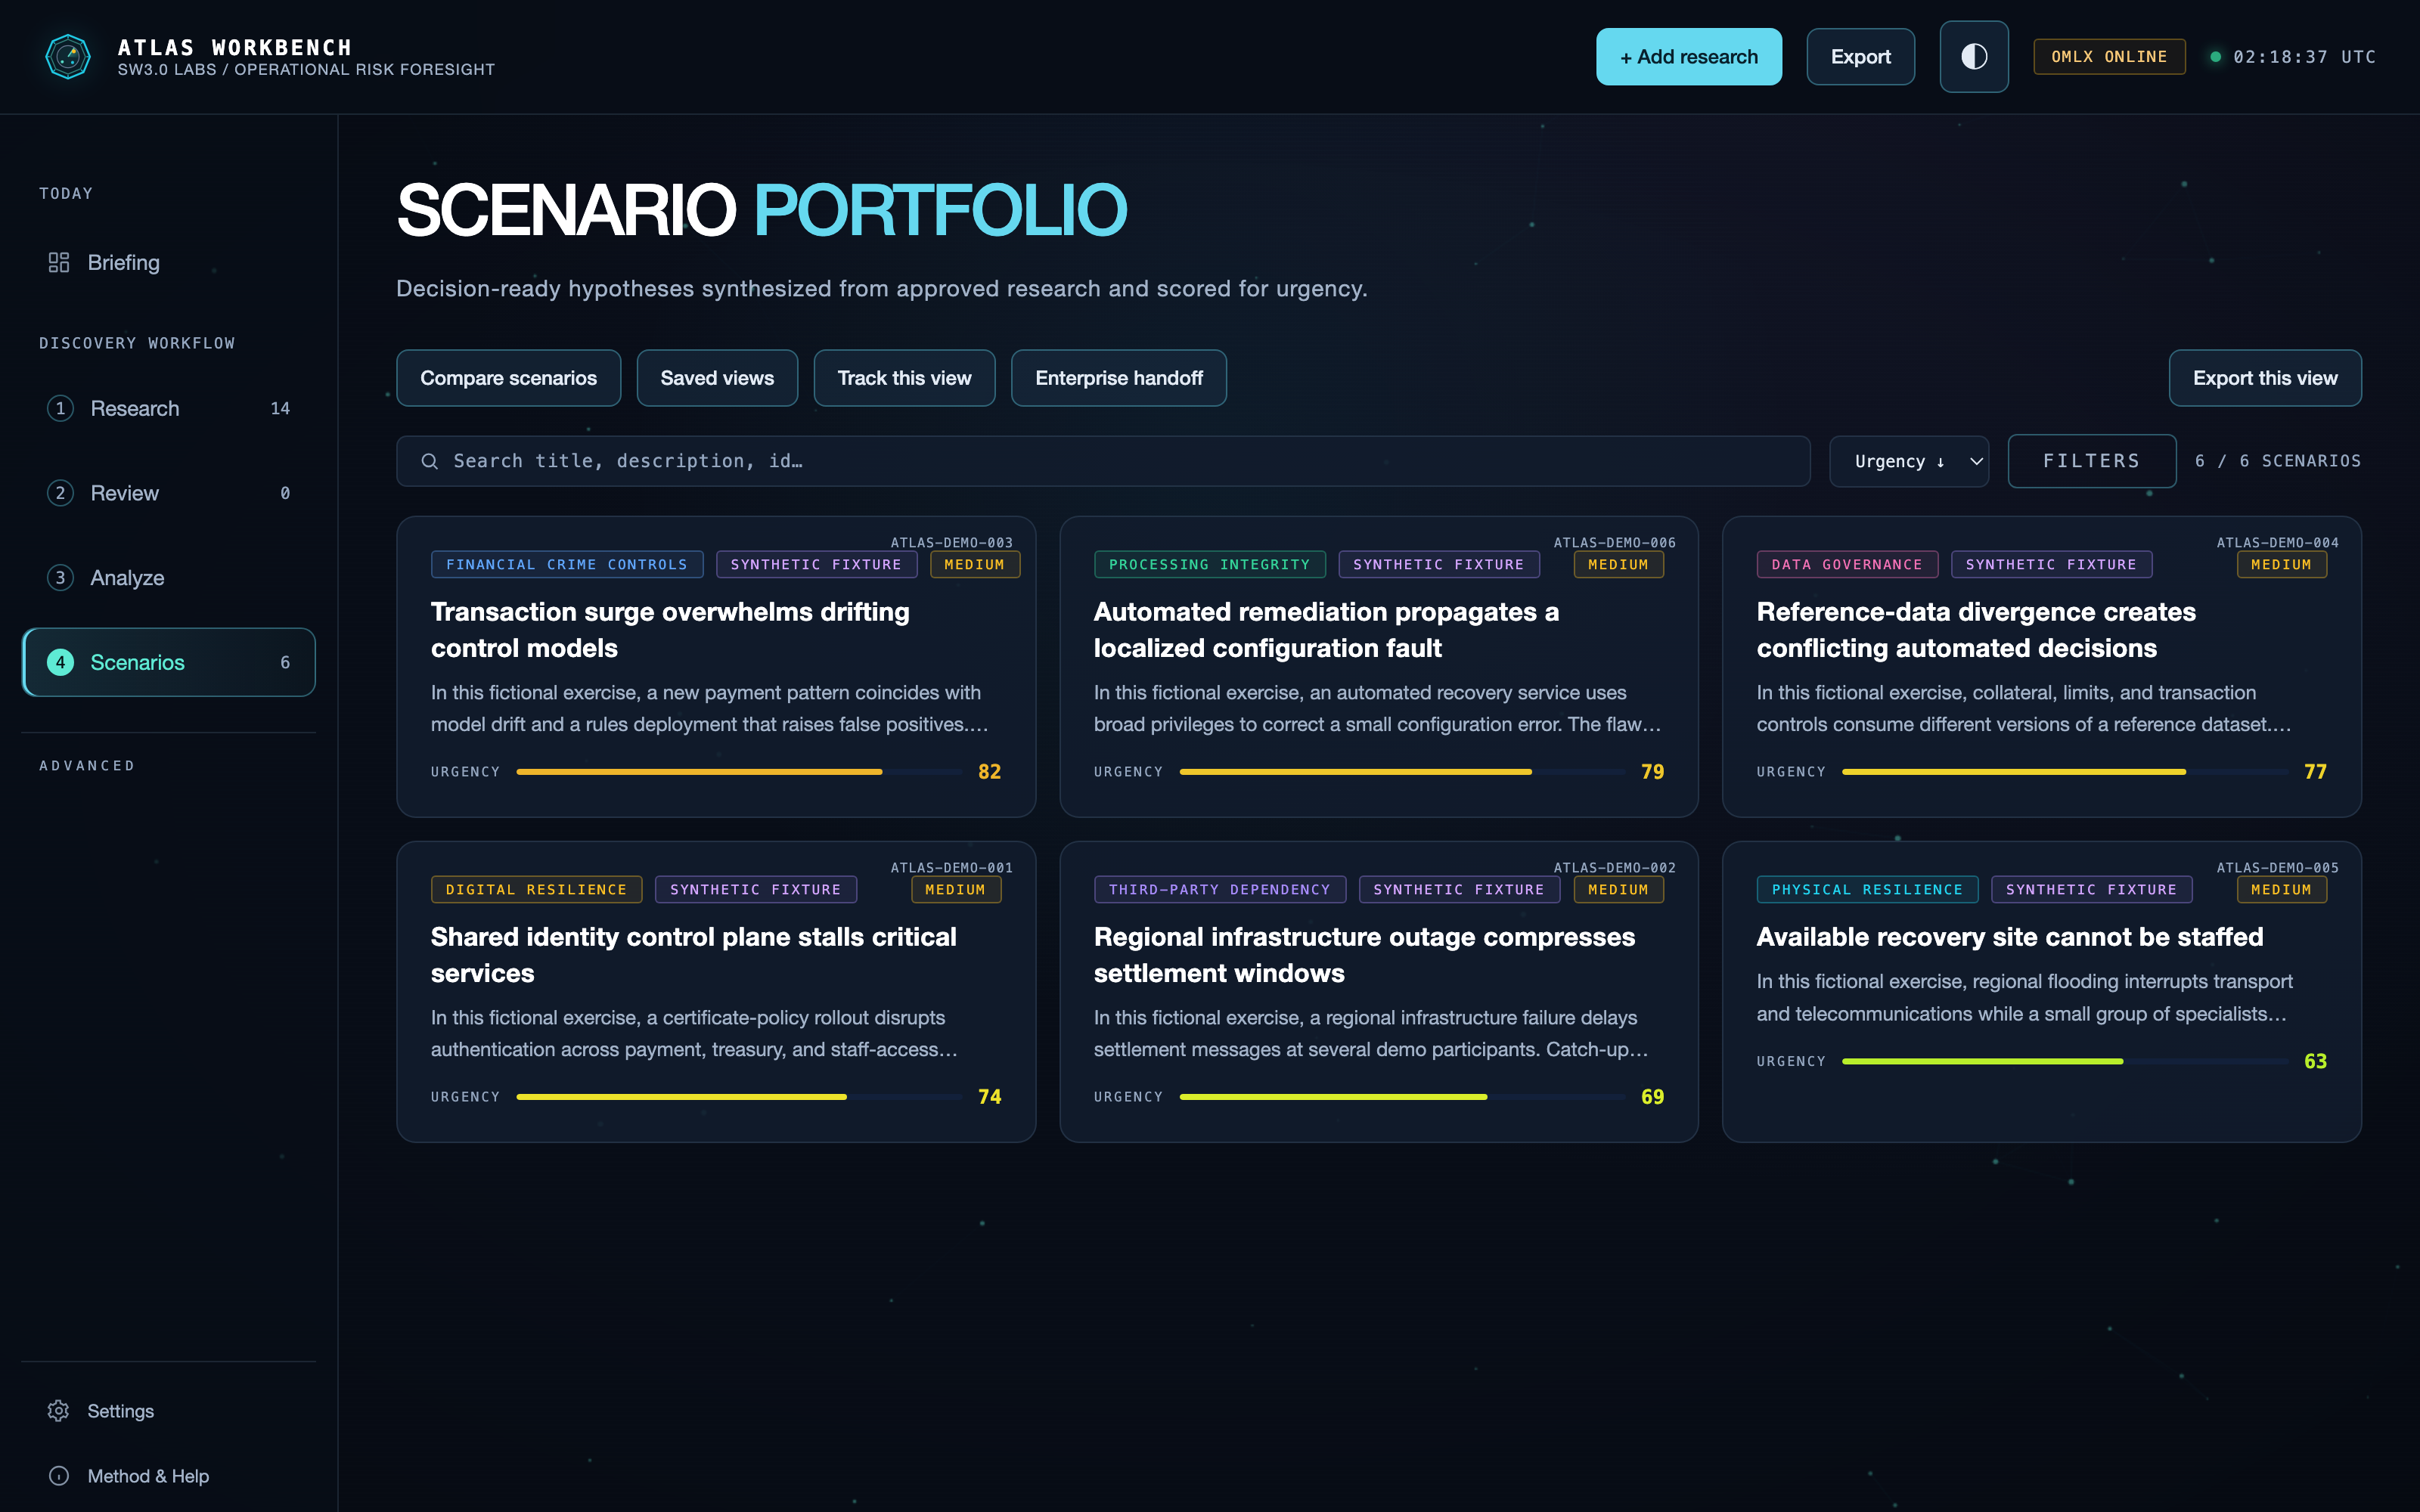 ATLAS WORKBENCH
SW3.0 LABS / OPERATIONAL RISK FORESIGHT
+ Add research
Export
OMLX ONLINE
02:18:37 UTC
TODAY
Briefing
DISCOVERY WORKFLOW
1 Research 14
2 Review 0
3 Analyze
4 Scenarios 6
ADVANCED
Settings
Method & Help
SCENARIO PORTFOLIO
Decision-ready hypotheses synthesized from approved research and scored for urgency.
Compare scenarios
Saved views
Track this view
Enterprise handoff
Export this view
Search title, description, id…
Urgency ↓
FILTERS
6 / 6 SCENARIOS
ATLAS-DEMO-003
FINANCIAL CRIME CONTROLS SYNTHETIC FIXTURE MEDIUM
Transaction surge overwhelms drifting
control models
In this fictional exercise, a new payment pattern coincides with
model drift and a rules deployment that raises false positives.…
URGENCY 82
ATLAS-DEMO-006
PROCESSING INTEGRITY SYNTHETIC FIXTURE MEDIUM
Automated remediation propagates a
localized configuration fault
In this fictional exercise, an automated recovery service uses
broad privileges to correct a small configuration error. The flaw…
URGENCY 79
ATLAS-DEMO-004
DATA GOVERNANCE SYNTHETIC FIXTURE MEDIUM
Reference-data divergence creates
conflicting automated decisions
In this fictional exercise, collateral, limits, and transaction
controls consume different versions of a reference dataset.…
URGENCY 77
ATLAS-DEMO-001
DIGITAL RESILIENCE SYNTHETIC FIXTURE MEDIUM
Shared identity control plane stalls critical
services
In this fictional exercise, a certificate-policy rollout disrupts
authentication across payment, treasury, and staff-access…
URGENCY 74
ATLAS-DEMO-002
THIRD-PARTY DEPENDENCY SYNTHETIC FIXTURE MEDIUM
Regional infrastructure outage compresses
settlement windows
In this fictional exercise, a regional infrastructure failure delays
settlement messages at several demo participants. Catch-up…
URGENCY 69
ATLAS-DEMO-005
PHYSICAL RESILIENCE SYNTHETIC FIXTURE MEDIUM
Available recovery site cannot be staffed
In this fictional exercise, regional flooding interrupts transport
and telecommunications while a small group of specialists…
URGENCY 63